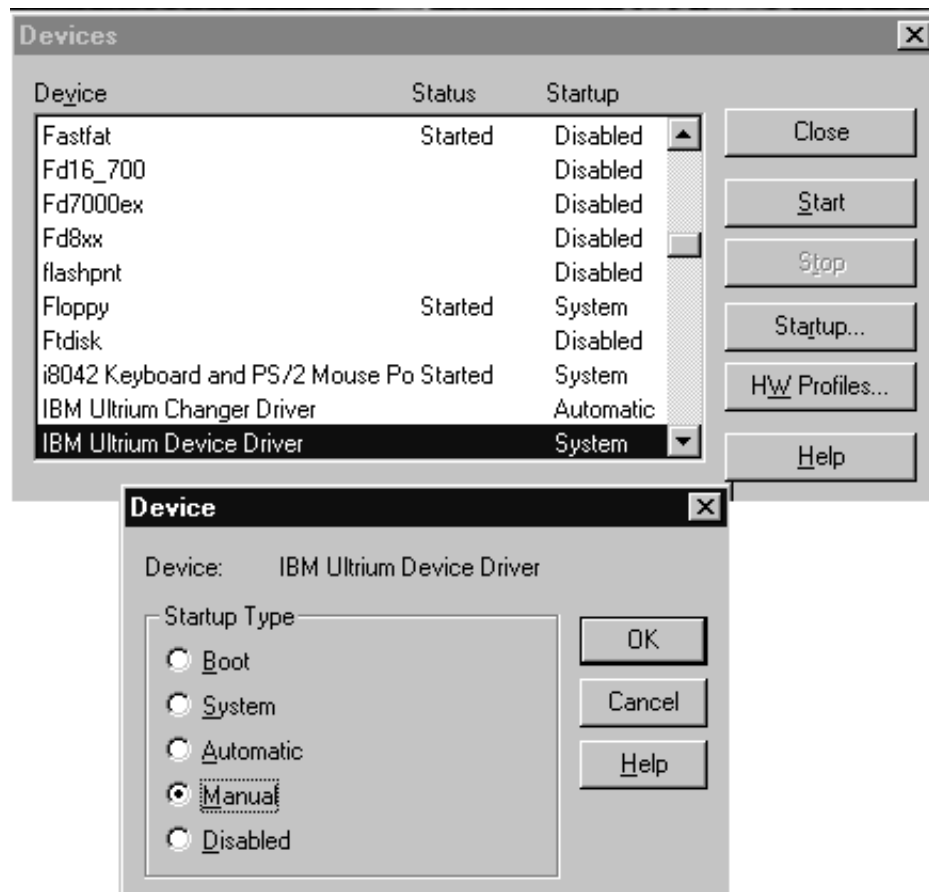 Devices
Device Status Startup
Fastfat Started Disabled
Fd16_700 Disabled
Fd7000ex Disabled
Fd8xx Disabled
flashpnt Disabled
Floppy Started System
Ftdisk Disabled
i8042 Keyboard and PS/2 Mouse Po Started System
IBM Ultrium Changer Driver Automatic
IBM Ultrium Device Driver System
Close
Start
Stop
Startup...
HW Profiles...
Help
Device
Device: IBM Ultrium Device Driver
Startup Type
Boot
System
Automatic
Manual
Disabled
OK
Cancel
Help